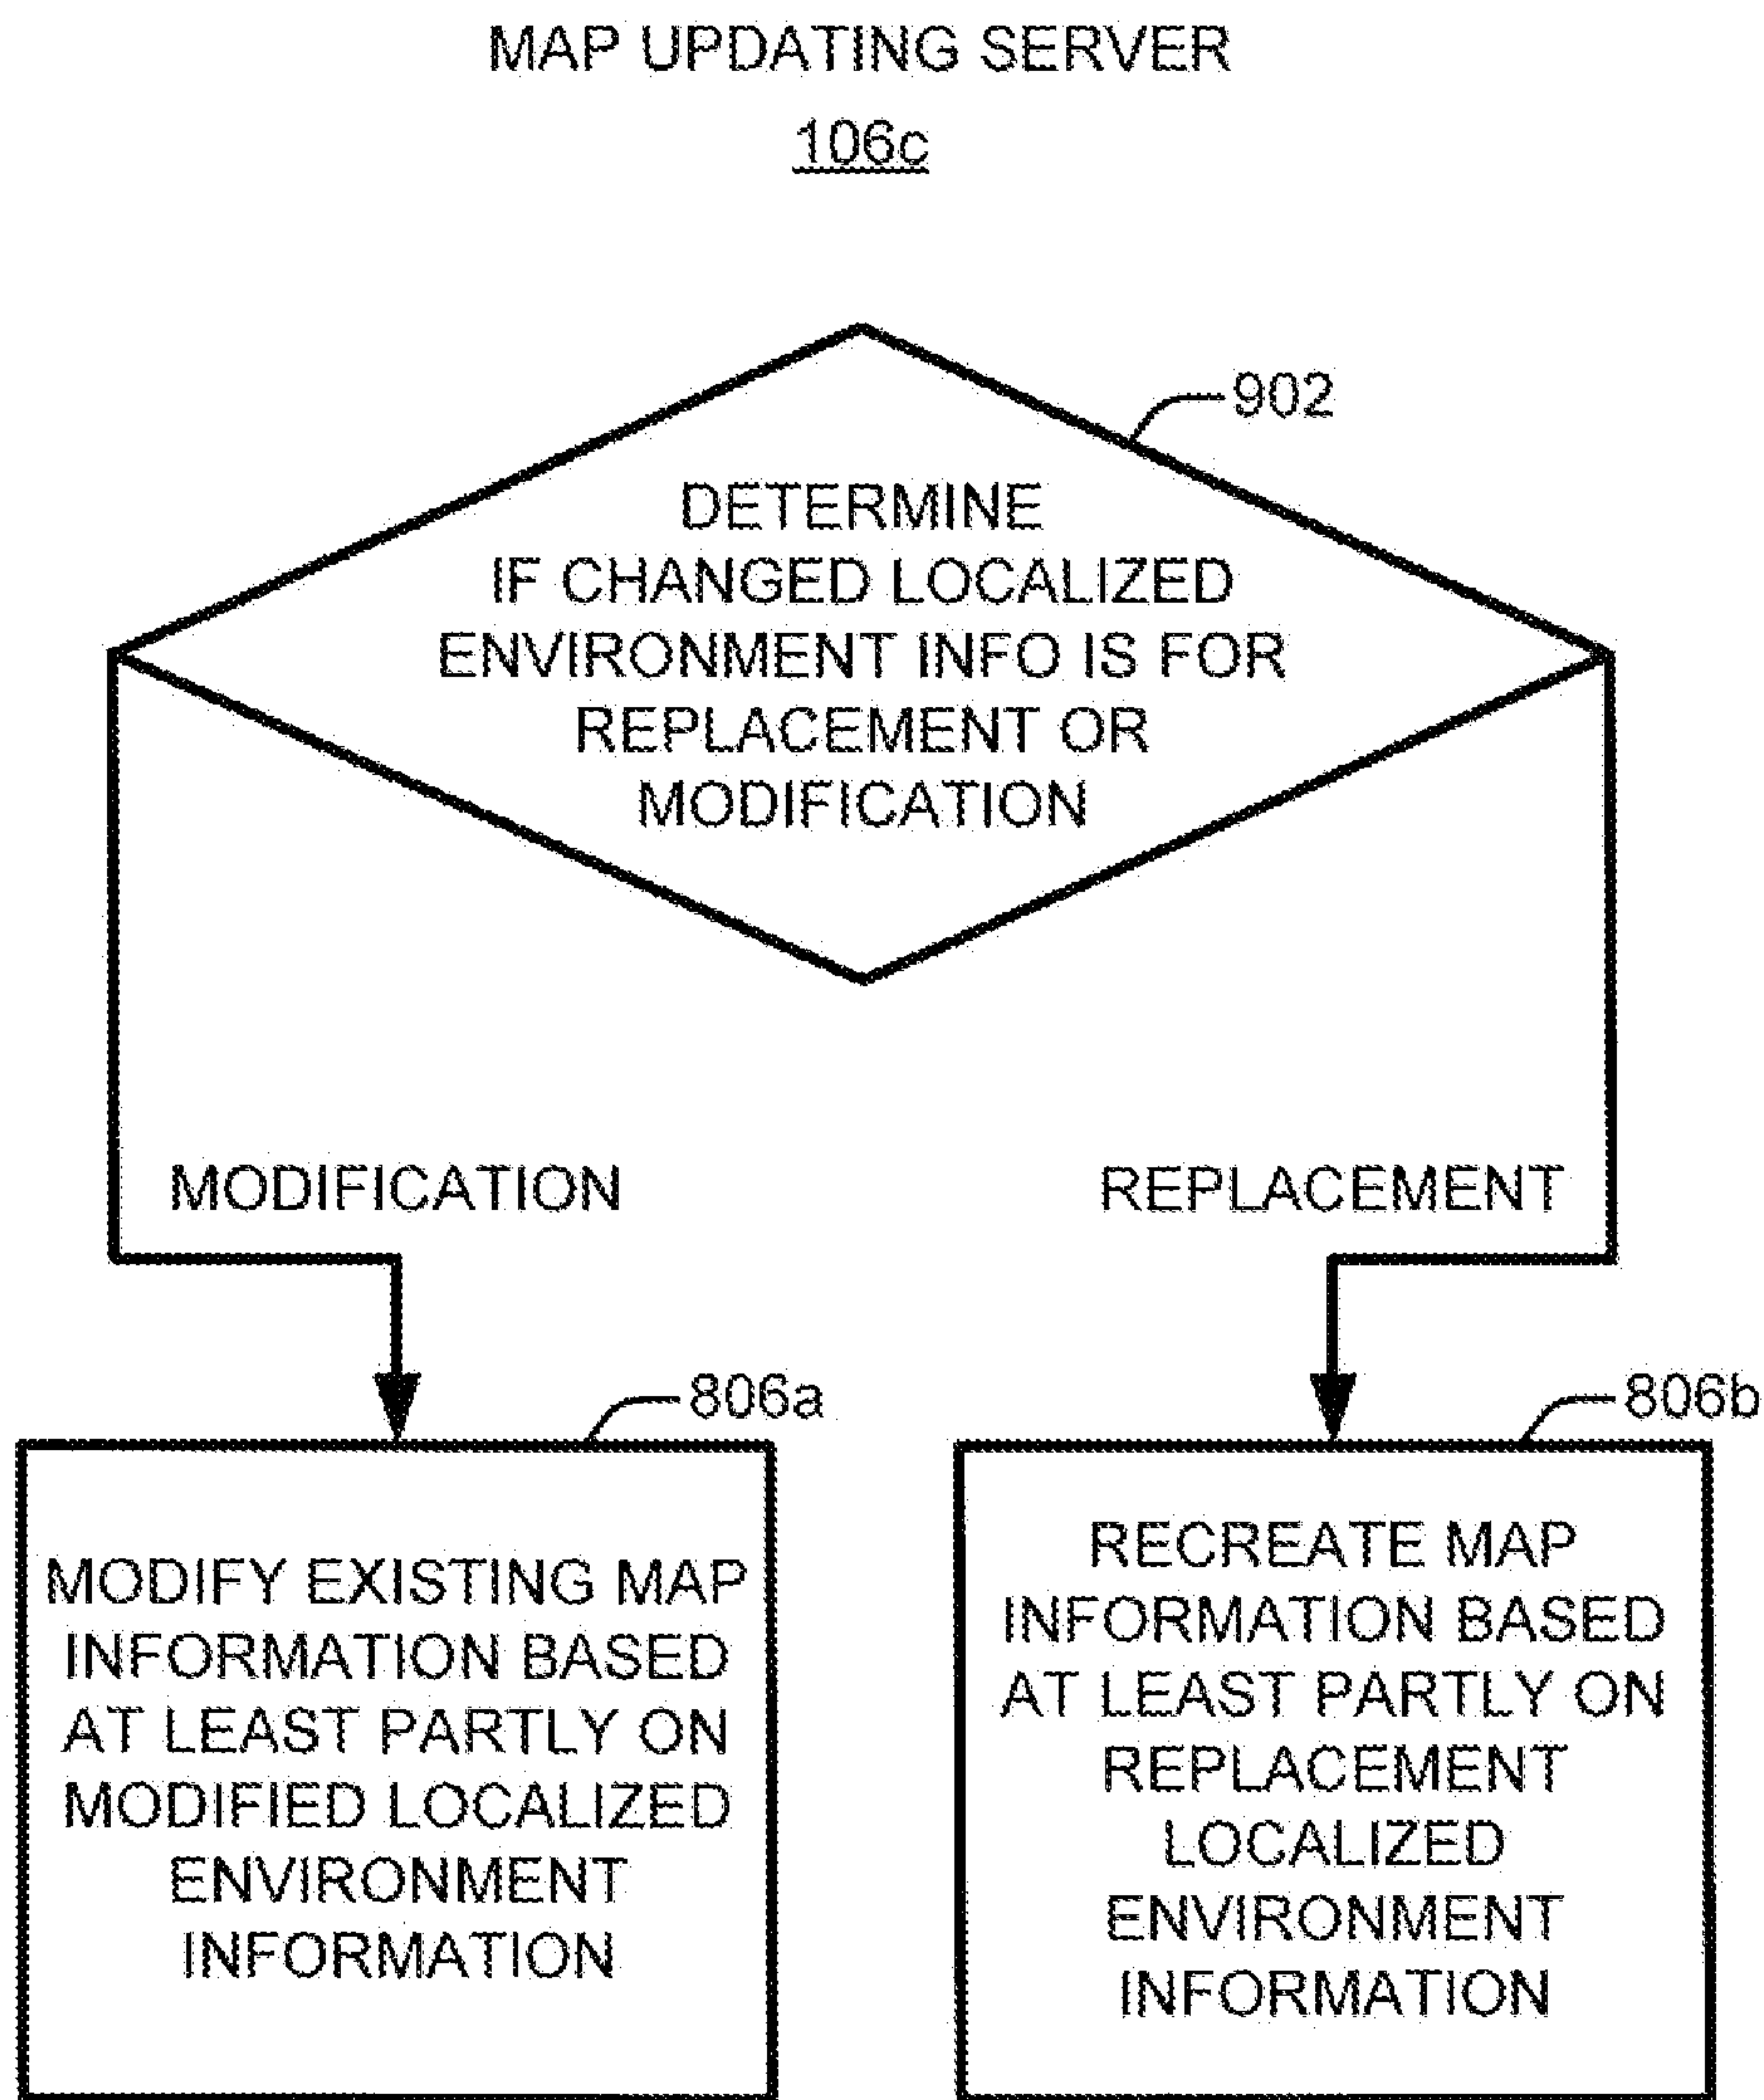 MAP UPDATING SERVER
106c
902
DETERMINE
IF CHANGED LOCALIZED
ENVIRONMENT INFO IS FOR
REPLACEMENT OR
MODIFICATION
MODIFICATION
REPLACEMENT
806a
MODIFY EXISTING MAP
INFORMATION BASED
AT LEAST PARTLY ON
MODIFIED LOCALIZED
ENVIRONMENT
INFORMATION
806b
RECREATE MAP
INFORMATION BASED
AT LEAST PARTLY ON
REPLACEMENT
LOCALIZED
ENVIRONMENT
INFORMATION